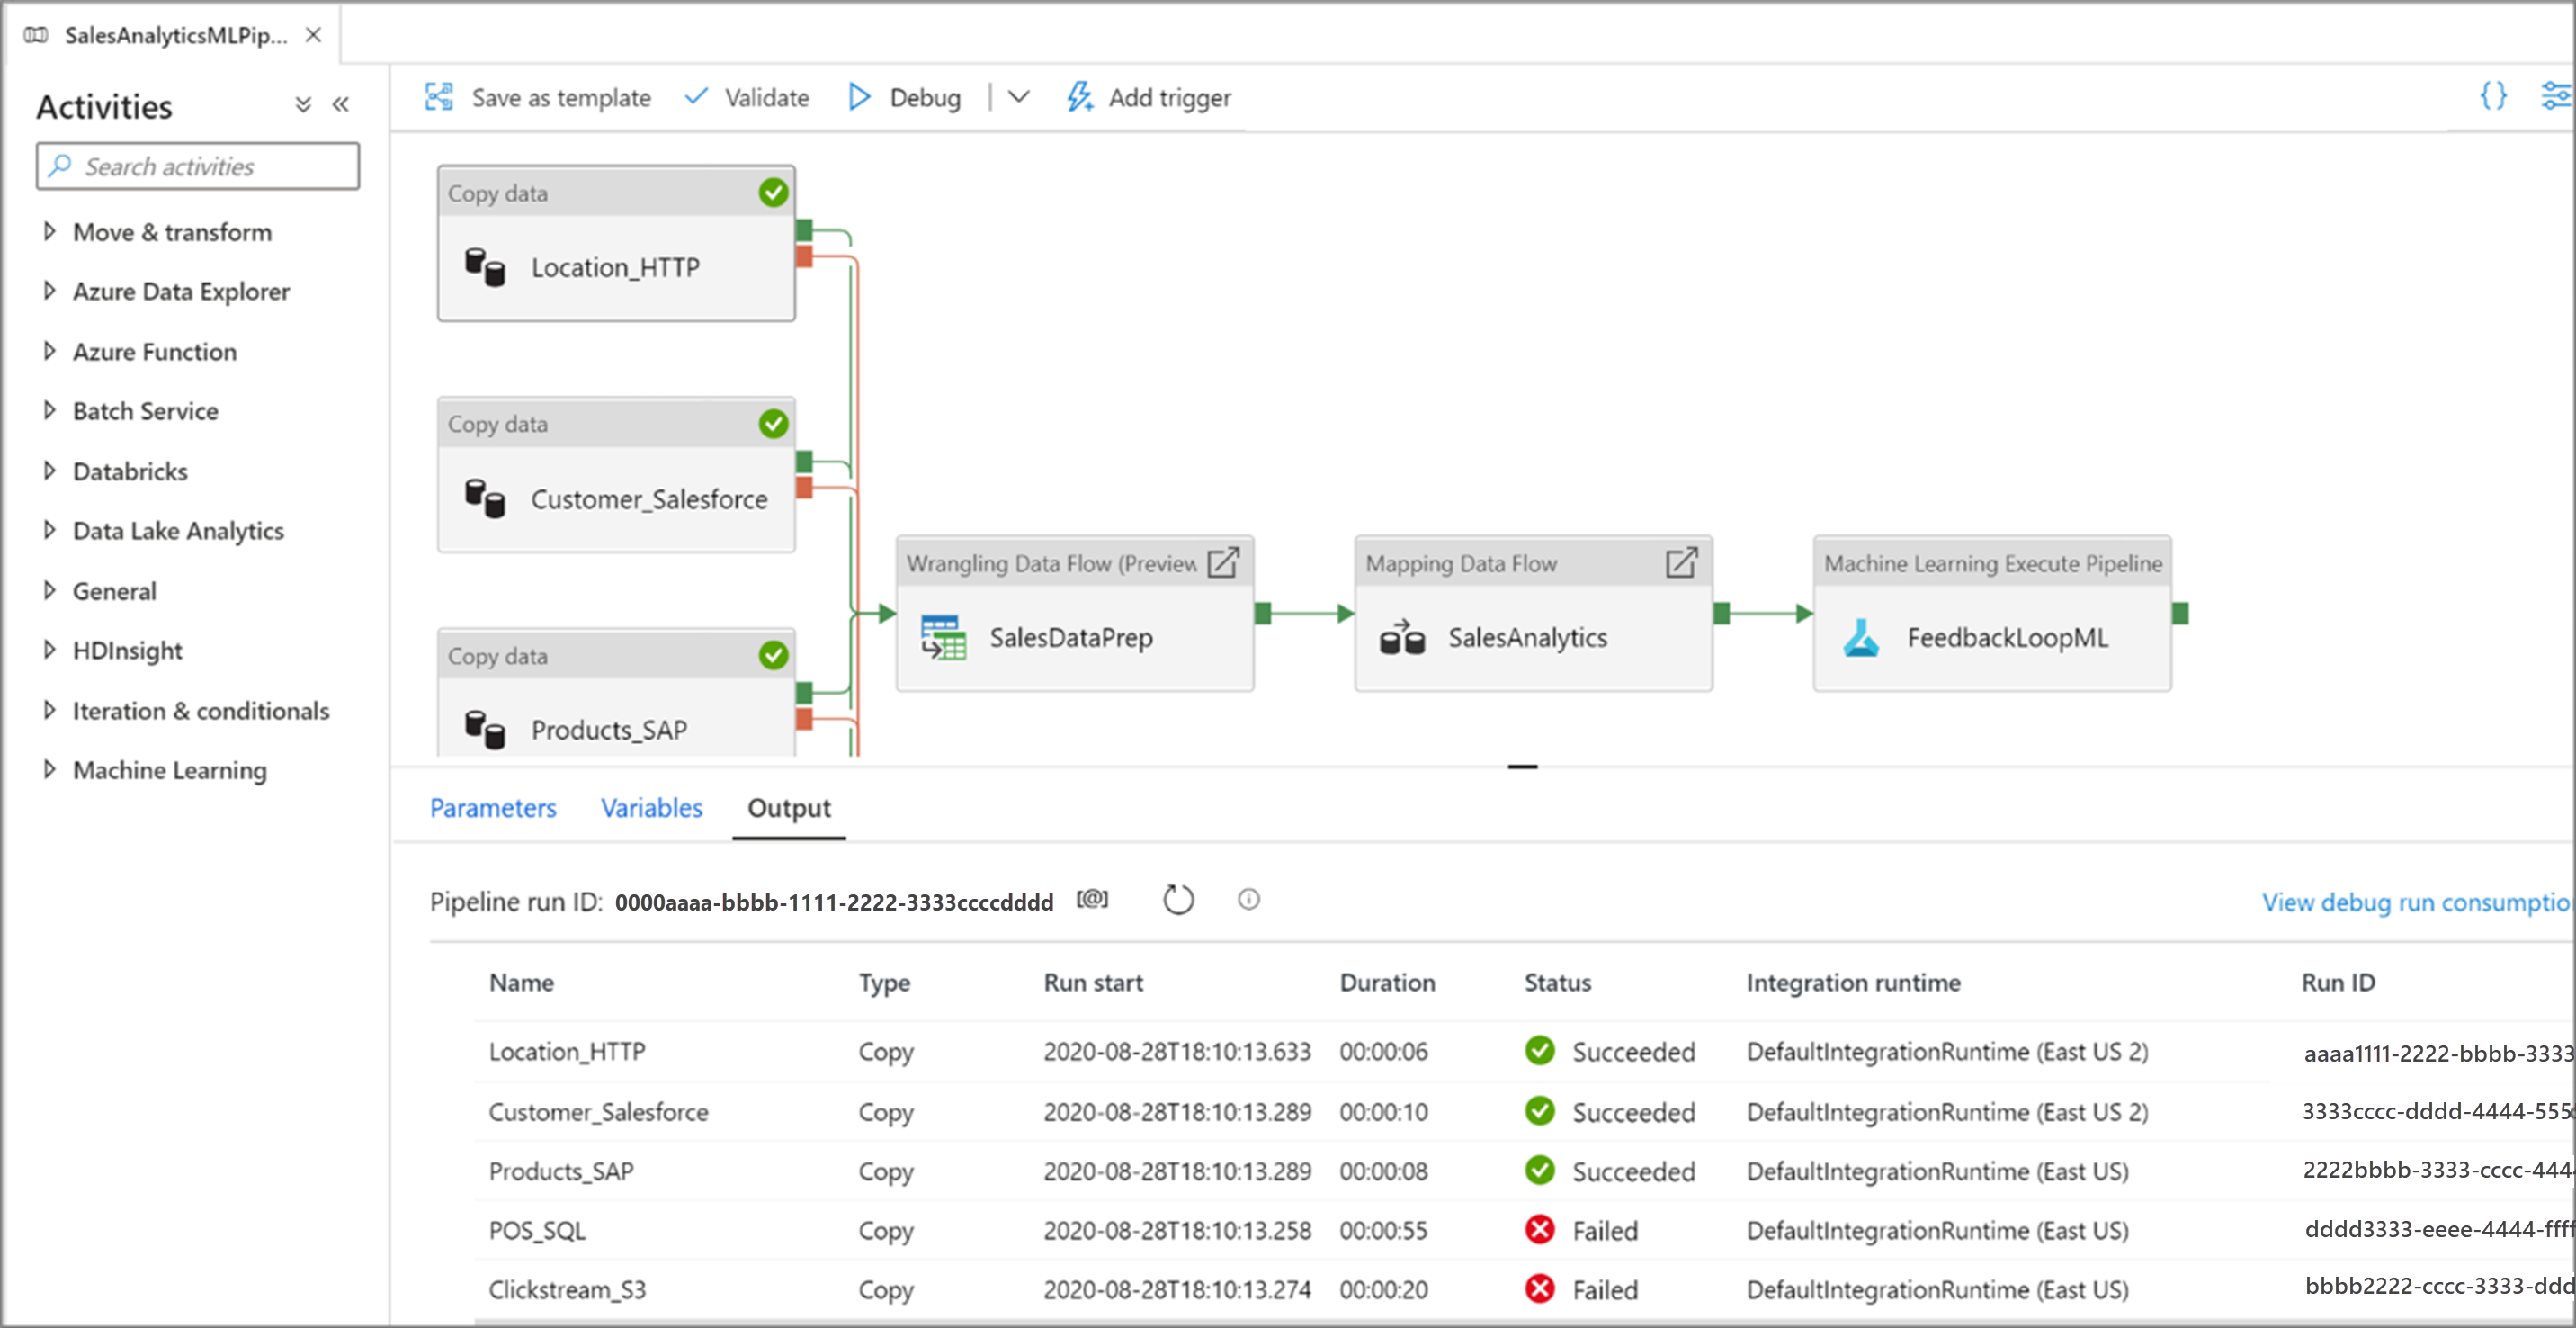 SalesAnalyticsMLPip...
Activities
Search activities
Move & transform
Azure Data Explorer
Azure Function
Batch Service
Databricks
Data Lake Analytics
General
HDInsight
Iteration & conditionals
Machine Learning
Save as template Validate Debug Add trigger
Copy data
Location_HTTP
Copy data
Customer_Salesforce
Copy data
Products_SAP
Wrangling Data Flow (Preview
SalesDataPrep
Mapping Data Flow
SalesAnalytics
Machine Learning Execute Pipeline
FeedbackLoopML
Parameters Variables Output
Pipeline run ID: 0000aaaa-bbbb-1111-2222-3333ccccdddd [@] View debug run consumptio
Name Type Run start Duration Status Integration runtime Run ID
Location_HTTP Copy 2020-08-28T18:10:13.633 00:00:06 Succeeded DefaultIntegrationRuntime (East US 2) aaaa1111-2222-bbbb-3333
Customer_Salesforce Copy 2020-08-28T18:10:13.289 00:00:10 Succeeded DefaultIntegrationRuntime (East US 2) 3333cccc-dddd-4444-555
Products_SAP Copy 2020-08-28T18:10:13.289 00:00:08 Succeeded DefaultIntegrationRuntime (East US) 2222bbbb-3333-cccc-444
POS_SQL Copy 2020-08-28T18:10:13.258 00:00:55 Failed DefaultIntegrationRuntime (East US) dddd3333-eeee-4444-ffff
Clickstream_S3 Copy 2020-08-28T18:10:13.274 00:00:20 Failed DefaultIntegrationRuntime (East US) bbbb2222-cccc-3333-ddd